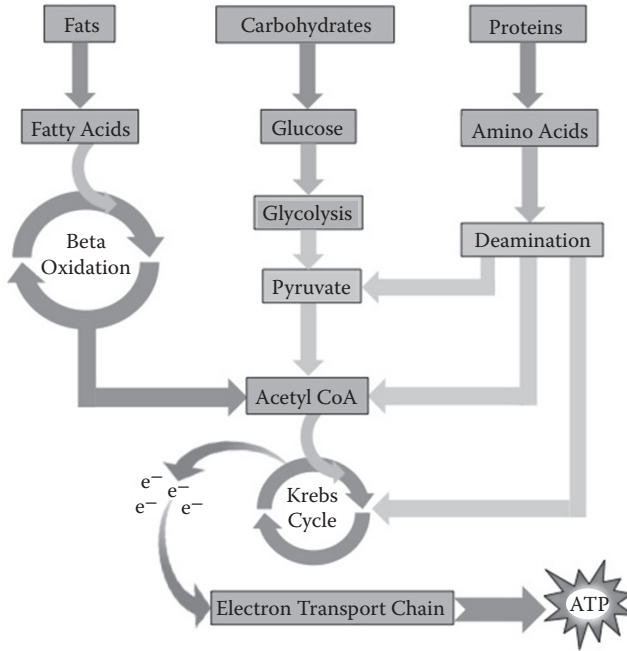 Fats
Carbohydrates
Proteins
Fatty Acids
Glucose
Amino Acids
Glycolysis
Deamination
Beta
Oxidation
Pyruvate
Acetyl CoA
Krebs
Cycle
e−
e−
e−
e−
Electron Transport Chain
ATP